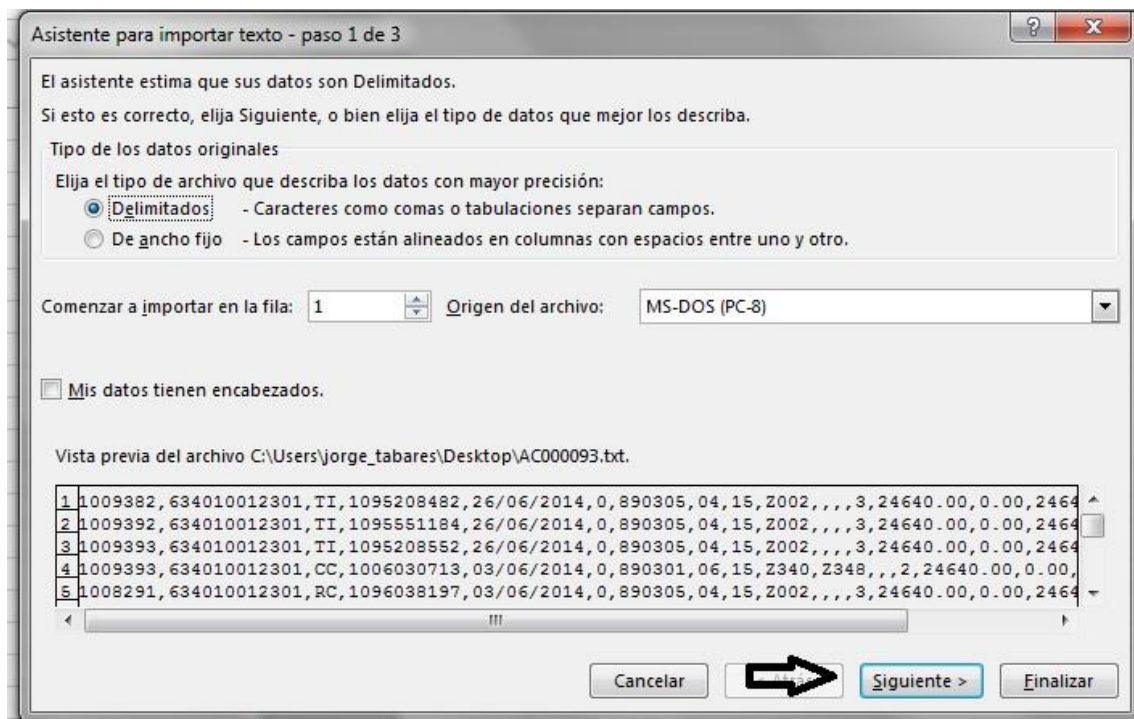 Asistente para importar texto - paso 1 de 3
El asistente estima que sus datos son Delimitados.
Si esto es correcto, elija Siguiente, o bien elija el tipo de datos que mejor los describa.
Tipo de los datos originales
Elija el tipo de archivo que describa los datos con mayor precisión:
Delimitados - Caracteres como comas o tabulaciones separan campos.
De ancho fijo - Los campos están alineados en columnas con espacios entre uno y otro.
Comenzar a importar en la fila: 1 Origen del archivo: MS-DOS (PC-8)
Mis datos tienen encabezados.
Vista previa del archivo C:\Users\jorge_tabares\Desktop\AC000093.txt.
1 1009382,634010012301,TI,1095208482,26/06/2014,0,890305,04,15,Z002,,,,3,24640.00,0.00,2464
2 1009392,634010012301,TI,1095551184,26/06/2014,0,890305,04,15,Z002,,,,3,24640.00,0.00,2464
3 1009393,634010012301,TI,1095208552,26/06/2014,0,890305,04,15,Z002,,,,3,24640.00,0.00,2464
4 1009393,634010012301,CC,1006030713,03/06/2014,0,890301,06,15,Z340,Z348,,,2,24640.00,0.00,
5 1008291,634010012301,RC,1096038197,03/06/2014,0,890305,04,15,Z002,,,,3,24640.00,0.00,2464
Cancelar Siguiente > Finalizar